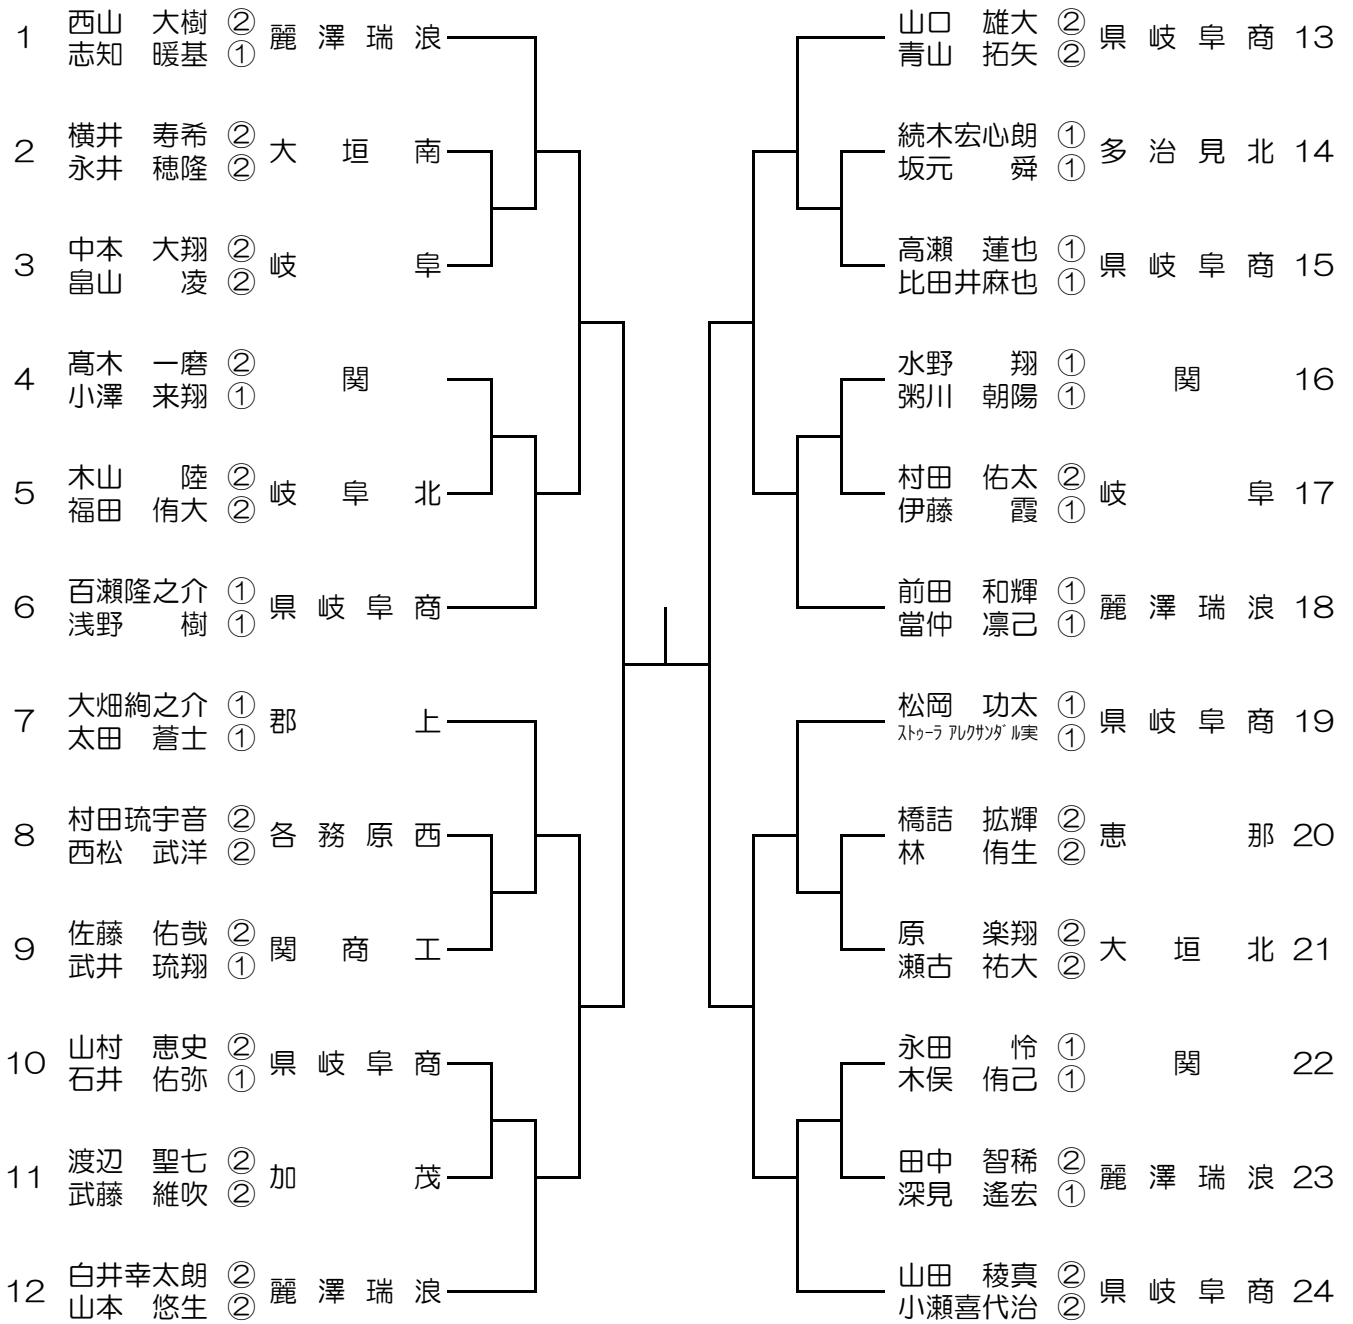 1 西山 大樹 ② 麗澤瑞浪
志知 暖基 ①
2 横井 寿希 ② 大垣南
永井 穂隆 ②
3 中本 大翔 ② 岐阜
畠山 凌 ②
4 髙木 一磨 ② 関
小澤 来翔 ①
5 木山 陸 ② 岐阜北
福田 侑大 ②
6 百瀬隆之介 ① 県岐阜商
浅野 樹 ①
7 大畑絢之介 ① 郡上
太田 蒼士 ①
8 村田琉宇音 ② 各務原西
西松 武洋 ②
9 佐藤 佑哉 ② 関商工
武井 琉翔 ①
10 山村 恵史 ② 県岐阜商
石井 佑弥 ①
11 渡辺 聖七 ② 加茂
武藤 維吹 ②
12 白井幸太朗 ② 麗澤瑞浪
山本 悠生 ②
山口 雄大 ② 県岐阜商 13
青山 拓矢 ②
続木宏心朗 ① 多治見北 14
坂元 舜 ①
高瀬 蓮也 ① 県岐阜商 15
比田井麻也 ①
水野 翔 ① 関 16
粥川 朝陽 ①
村田 佑太 ② 岐阜 17
伊藤 霞 ①
前田 和輝 ① 麗澤瑞浪 18
當仲 凛己 ①
松岡 功太 ① 県岐阜商 19
ストゥーラ アレクサンダル実 ①
橋詰 拡輝 ② 恵那 20
林 侑生 ②
原 楽翔 ② 大垣北 21
瀬古 祐大 ②
永田 怜 ① 関 22
木俣 侑己 ①
田中 智稀 ② 麗澤瑞浪 23
深見 遙宏 ①
山田 稜真 ② 県岐阜商 24
小瀬喜代治 ②